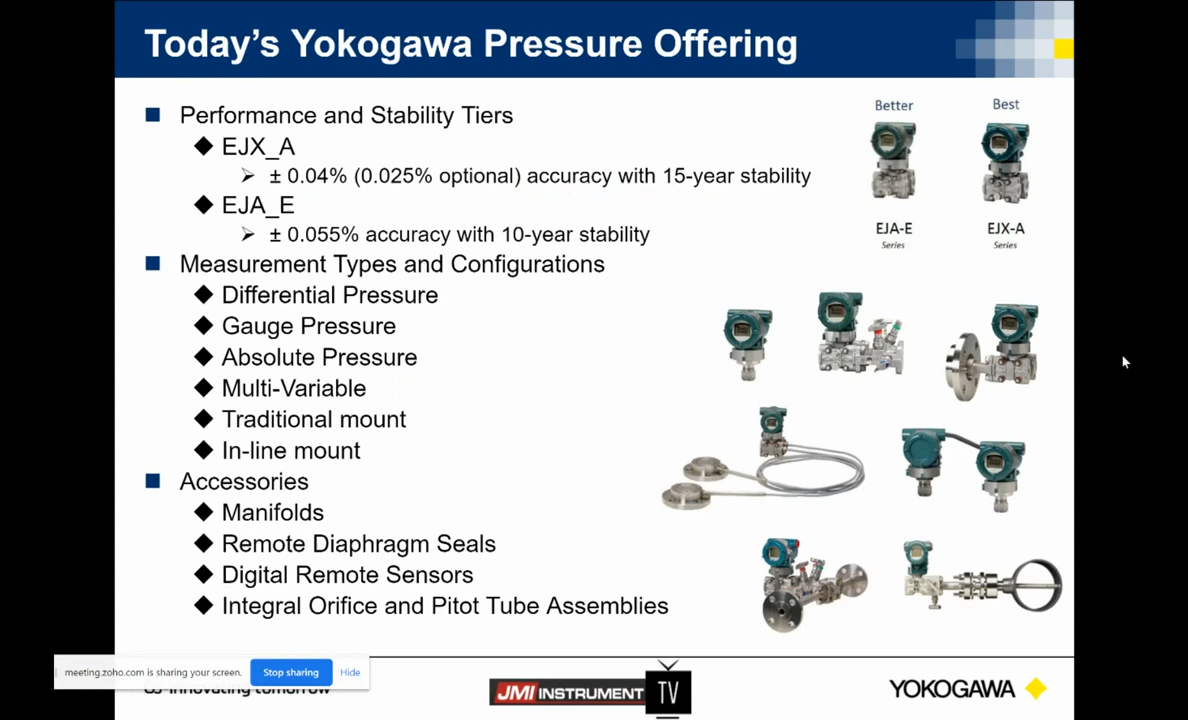 Today's Yokogawa Pressure Offering
Performance and Stability Tiers
EJX_A
± 0.04% (0.025% optional) accuracy with 15-year stability
EJA_E
± 0.055% accuracy with 10-year stability
Measurement Types and Configurations
Differential Pressure
Gauge Pressure
Absolute Pressure
Multi-Variable
Traditional mount
In-line mount
Accessories
Manifolds
Remote Diaphragm Seals
Digital Remote Sensors
Integral Orifice and Pitot Tube Assemblies
Better
Best
EJA-E
Series
EJX-A
Series
meeting.zoho.com is sharing your screen.
Stop sharing
Hide
innovating tomorrow
JMI INSTRUMENT TV
YOKOGAWA